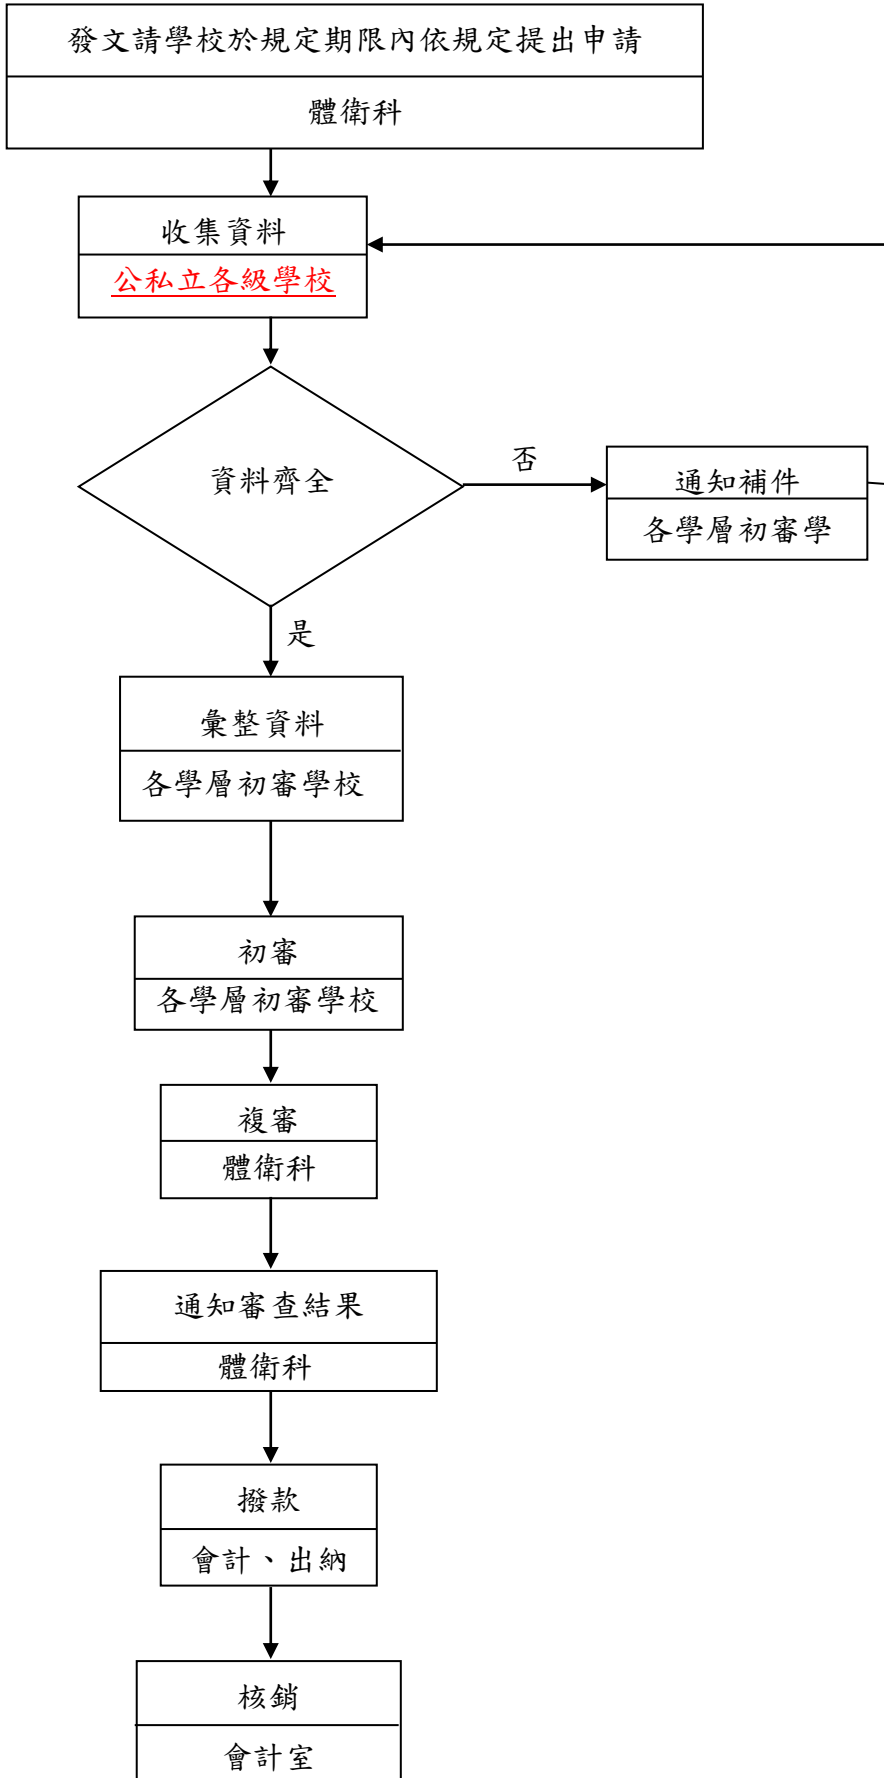 發文請學校於規定期限內依規定提出申請
體衛科
收集資料
公私立各級學校
資料齊全
否
通知補件
各學層初審學
是
彙整資料
各學層初審學校
初審
各學層初審學校
複審
體衛科
通知審查結果
體衛科
撥款
會計、出納
核銷
會計室